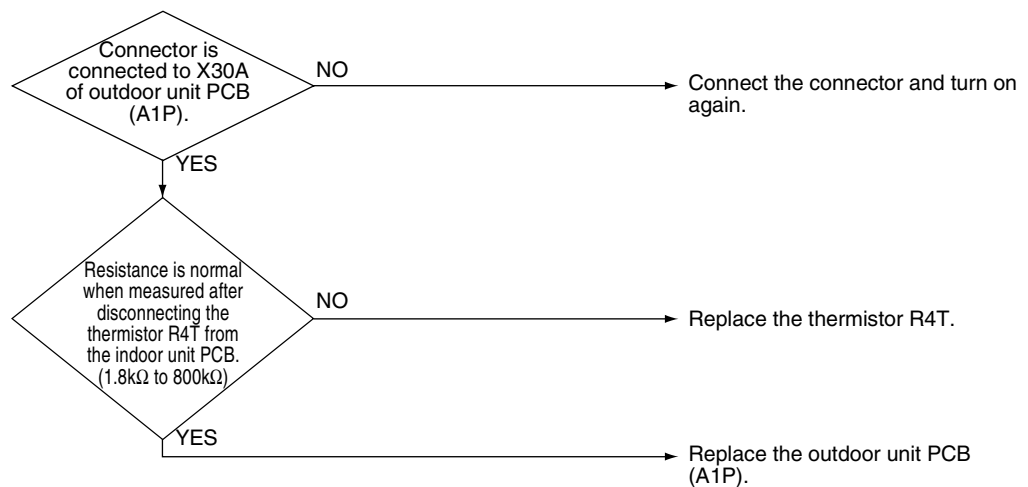 Connector is
connected to X30A
of outdoor unit PCB
(A1P).
NO
Connect the connector and turn on
again.
YES
Resistance is normal
when measured after
disconnecting the
thermistor R4T from
the indoor unit PCB.
(1.8kΩ to 800kΩ)
NO
Replace the thermistor R4T.
YES
Replace the outdoor unit PCB
(A1P).